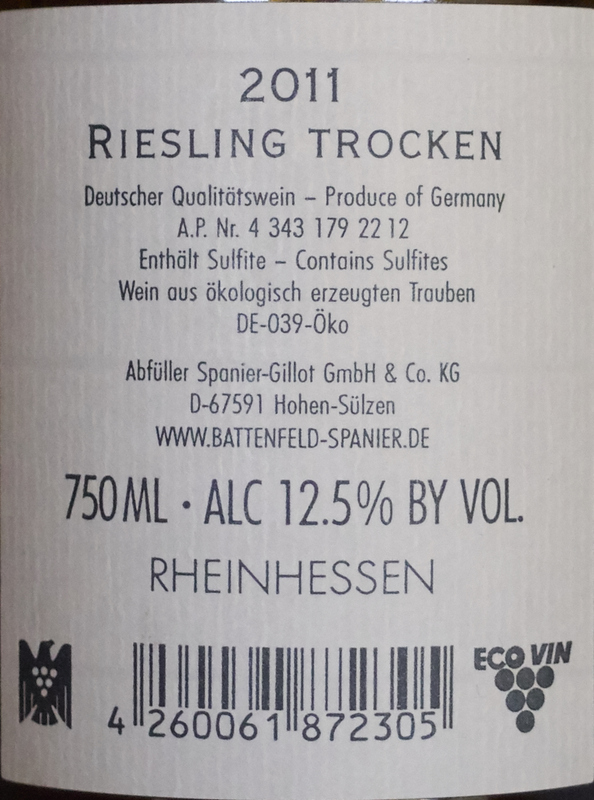 2011
RIESLING TROCKEN
Deutscher Qualitätswein – Produce of Germany
A.P. Nr. 4 343 179 22 12
Enthält Sulfite – Contains Sulfites
Wein aus ökologisch erzeugten Trauben
DE-039-Öko
Abfüller Spanier-Gillot GmbH & Co. KG
D-67591 Hohen-Sülzen
WWW.BATTENFELD-SPANIER.DE
750ML · ALC 12.5% BY VOL.
RHEINHESSEN
ECO VIN
4 260061 872305